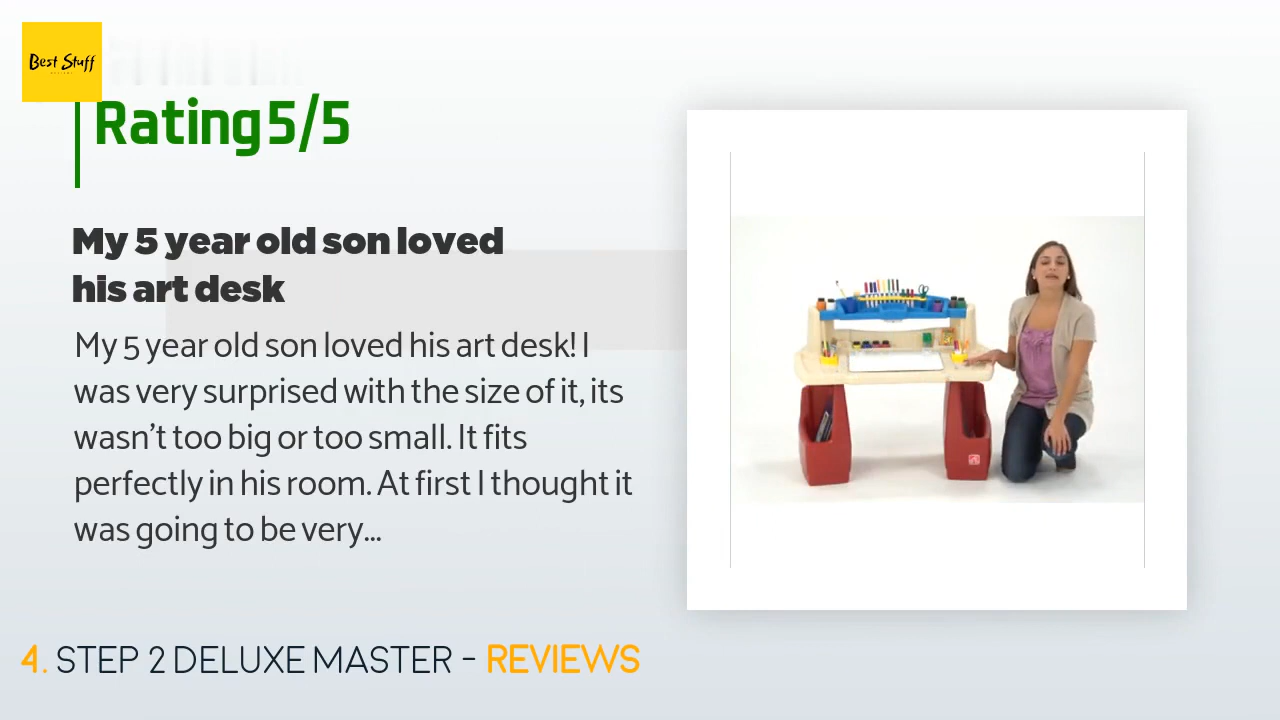 Best Stuff
Rating 5/5
My 5 year old son loved
his art desk
My 5 year old son loved his art desk! I
was very surprised with the size of it, its
wasn't too big or too small. It fits
perfectly in his room. At first I thought it
was going to be very...
4. STEP 2 DELUXE MASTER - REVIEWS